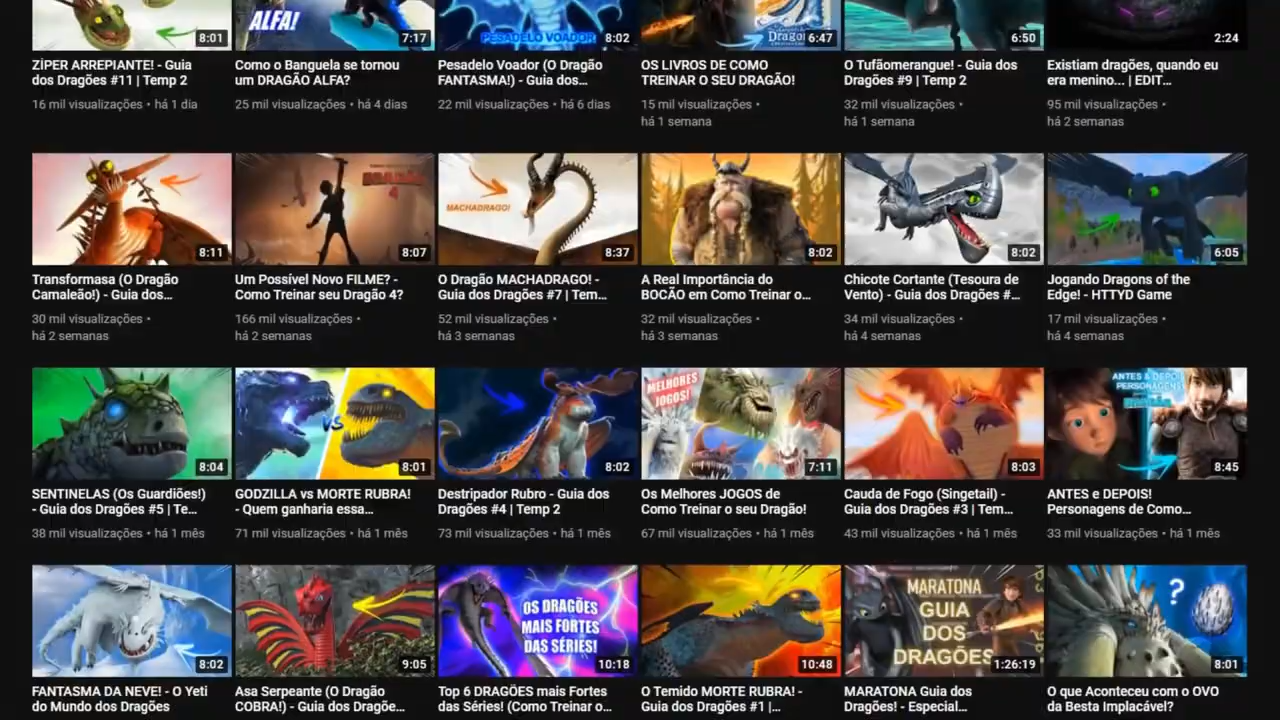 ALFA!
PESADELO VOADOR
Dragon
8:01
7:17
8:02
6:47
6:50
2:24
ZÍPER ARREPIANTE! - Guia
dos Dragões #11 | Temp 2
16 mil visualizações • há 1 dia
Como o Banguela se tornou
um DRAGÃO ALFA?
25 mil visualizações • há 4 dias
Pesadelo Voador (O Dragão
FANTASMA!) - Guia dos...
22 mil visualizações • há 6 dias
OS LIVROS DE COMO
TREINAR O SEU DRAGÃO!
15 mil visualizações •
há 1 semana
O Tufãomerangue! - Guia dos
Dragões #9 | Temp 2
32 mil visualizações •
há 1 semana
Existiam dragões, quando eu
era menino... | EDIT...
95 mil visualizações •
há 2 semanas
MACHADRAGO!
4
8:11
8:07
8:37
8:02
8:02
6:05
Transformasa (O Dragão
Camaleão!) - Guia dos...
30 mil visualizações •
há 2 semanas
Um Possível Novo FILME? -
Como Treinar seu Dragão 4?
166 mil visualizações •
há 2 semanas
O Dragão MACHADRAGO! -
Guia dos Dragões #7 | Tem...
52 mil visualizações •
há 3 semanas
A Real Importância do
BOCÃO em Como Treinar o...
32 mil visualizações •
há 3 semanas
Chicote Cortante (Tesoura de
Vento) - Guia dos Dragões #...
34 mil visualizações •
há 4 semanas
Jogando Dragons of the
Edge! - HTTYD Game
17 mil visualizações •
há 4 semanas
VS
MELHORES
JOGOS!
ANTES & DEPOIS
PERSONAGENS
8:04
8:01
8:02
7:11
8:03
8:45
SENTINELAS (Os Guardiões!)
- Guia dos Dragões #5 | Te...
38 mil visualizações • há 1 mês
GODZILLA vs MORTE RUBRA!
- Quem ganharia essa...
71 mil visualizações • há 1 mês
Destripador Rubro - Guia dos
Dragões #4 | Temp 2
73 mil visualizações • há 1 mês
Os Melhores JOGOS de
Como Treinar o seu Dragão!
67 mil visualizações • há 1 mês
Cauda de Fogo (Singetail) -
Guia dos Dragões #3 | Tem...
43 mil visualizações • há 1 mês
ANTES e DEPOIS!
Personagens de Como...
33 mil visualizações • há 1 mês
OS DRAGÕES
MAIS FORTES
DAS SÉRIES!
MARATONA
GUIA
DOS
DRAGÕES
?
8:02
9:05
10:18
10:48
1:26:19
8:01
FANTASMA DA NEVE! - O Yeti
do Mundo dos Dragões
Asa Serpeante (O Dragão
COBRA!) - Guia dos Dragõe...
Top 6 DRAGÕES mais Fortes
das Séries! (Como Treinar o...
O Temido MORTE RUBRA! -
Guia dos Dragões #1 |...
MARATONA Guia dos
Dragões! - Especial...
O que Aconteceu com o OVO
da Besta Implacável?